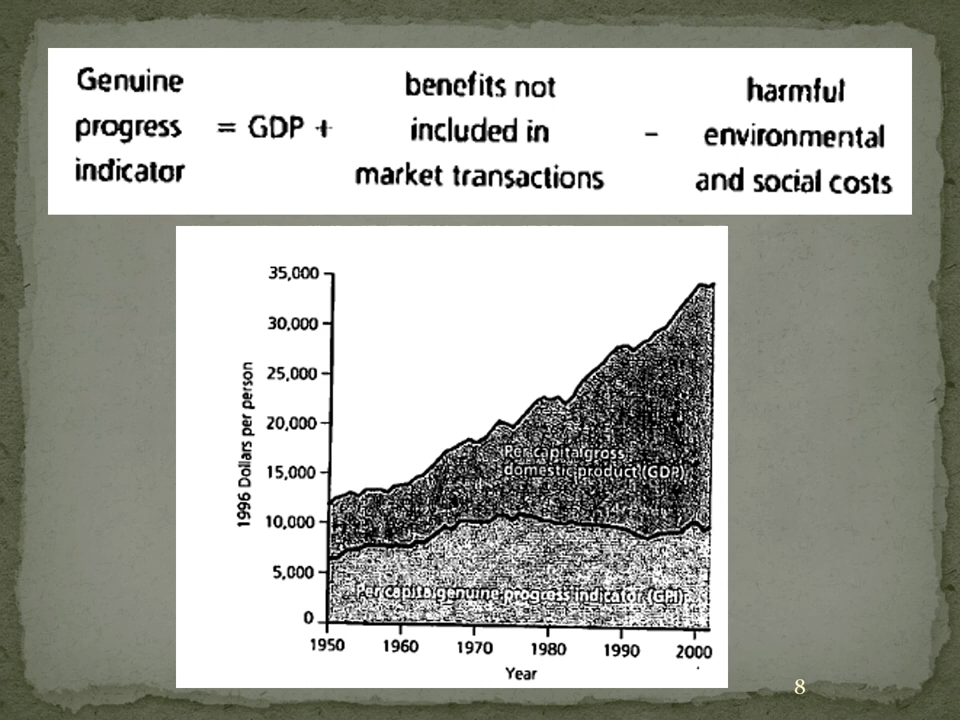 Genuine
progress
indicator
= GDP +
benefits not
included in
market transactions
–
harmful
environmental
and social costs
35,000
30,000
25,000
20,000
15,000
10,000
5,000
0
1996 Dollars per person
Per capita gross
domestic product (GDP)
Per capita genuine progress indicator (GPI)
1950 1960 1970 1980 1990 2000
Year
8